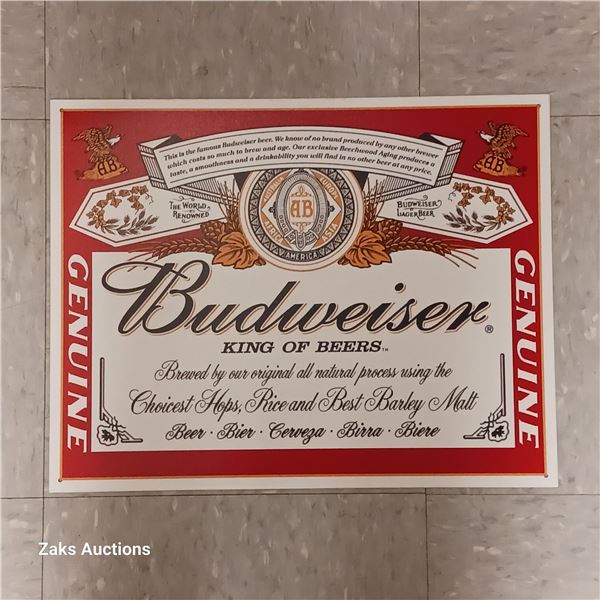 This is the famous Budweiser beer. We know of no brand produced by any other brewer
which costs so much to brew and age. Our exclusive Beechwood Aging produces a
taste, a smoothness and a drinkability you will find in no other beer at any price.
AB
AB
THE WORLD
RENOWNED
AB
AMERICA
BUDWEISER
LAGER BEER
GENUINE
GENUINE
Budweiser®
KING OF BEERS™
Brewed by our original all natural process using the
Choicest Hops, Rice and Best Barley Malt
Beer · Bier · Cerveza · Birra · Biere
Zaks Auctions